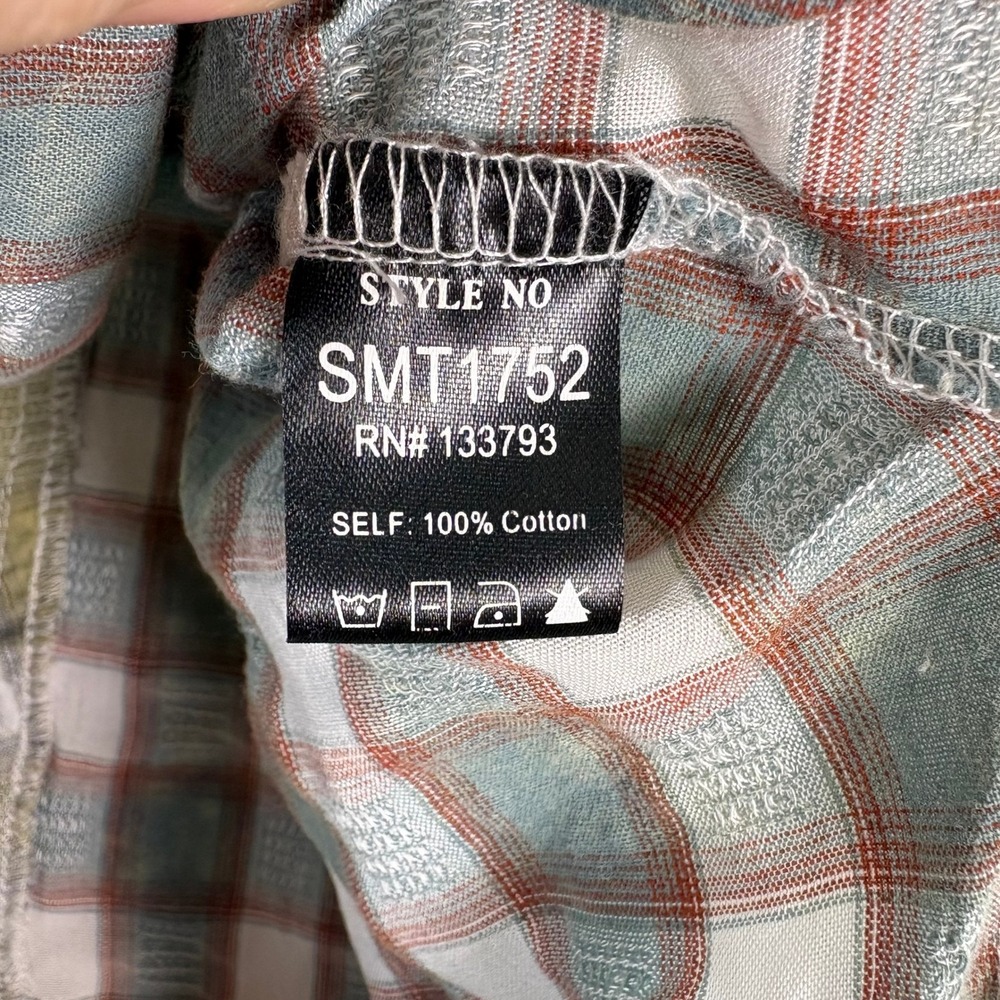 STYLE NO
SMT1752
RN# 133793
SELF: 100% Cotton